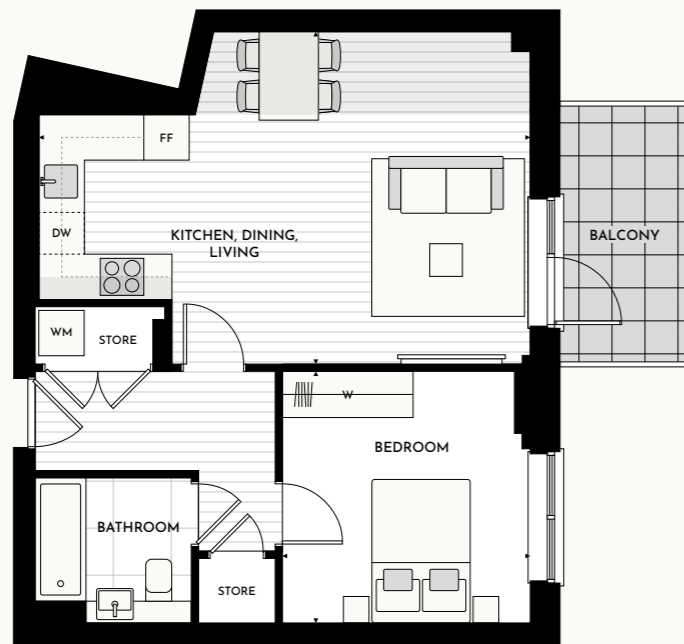 FF
DW
KITCHEN, DINING,
LIVING
BALCONY
WM
STORE
W
BEDROOM
BATHROOM
STORE